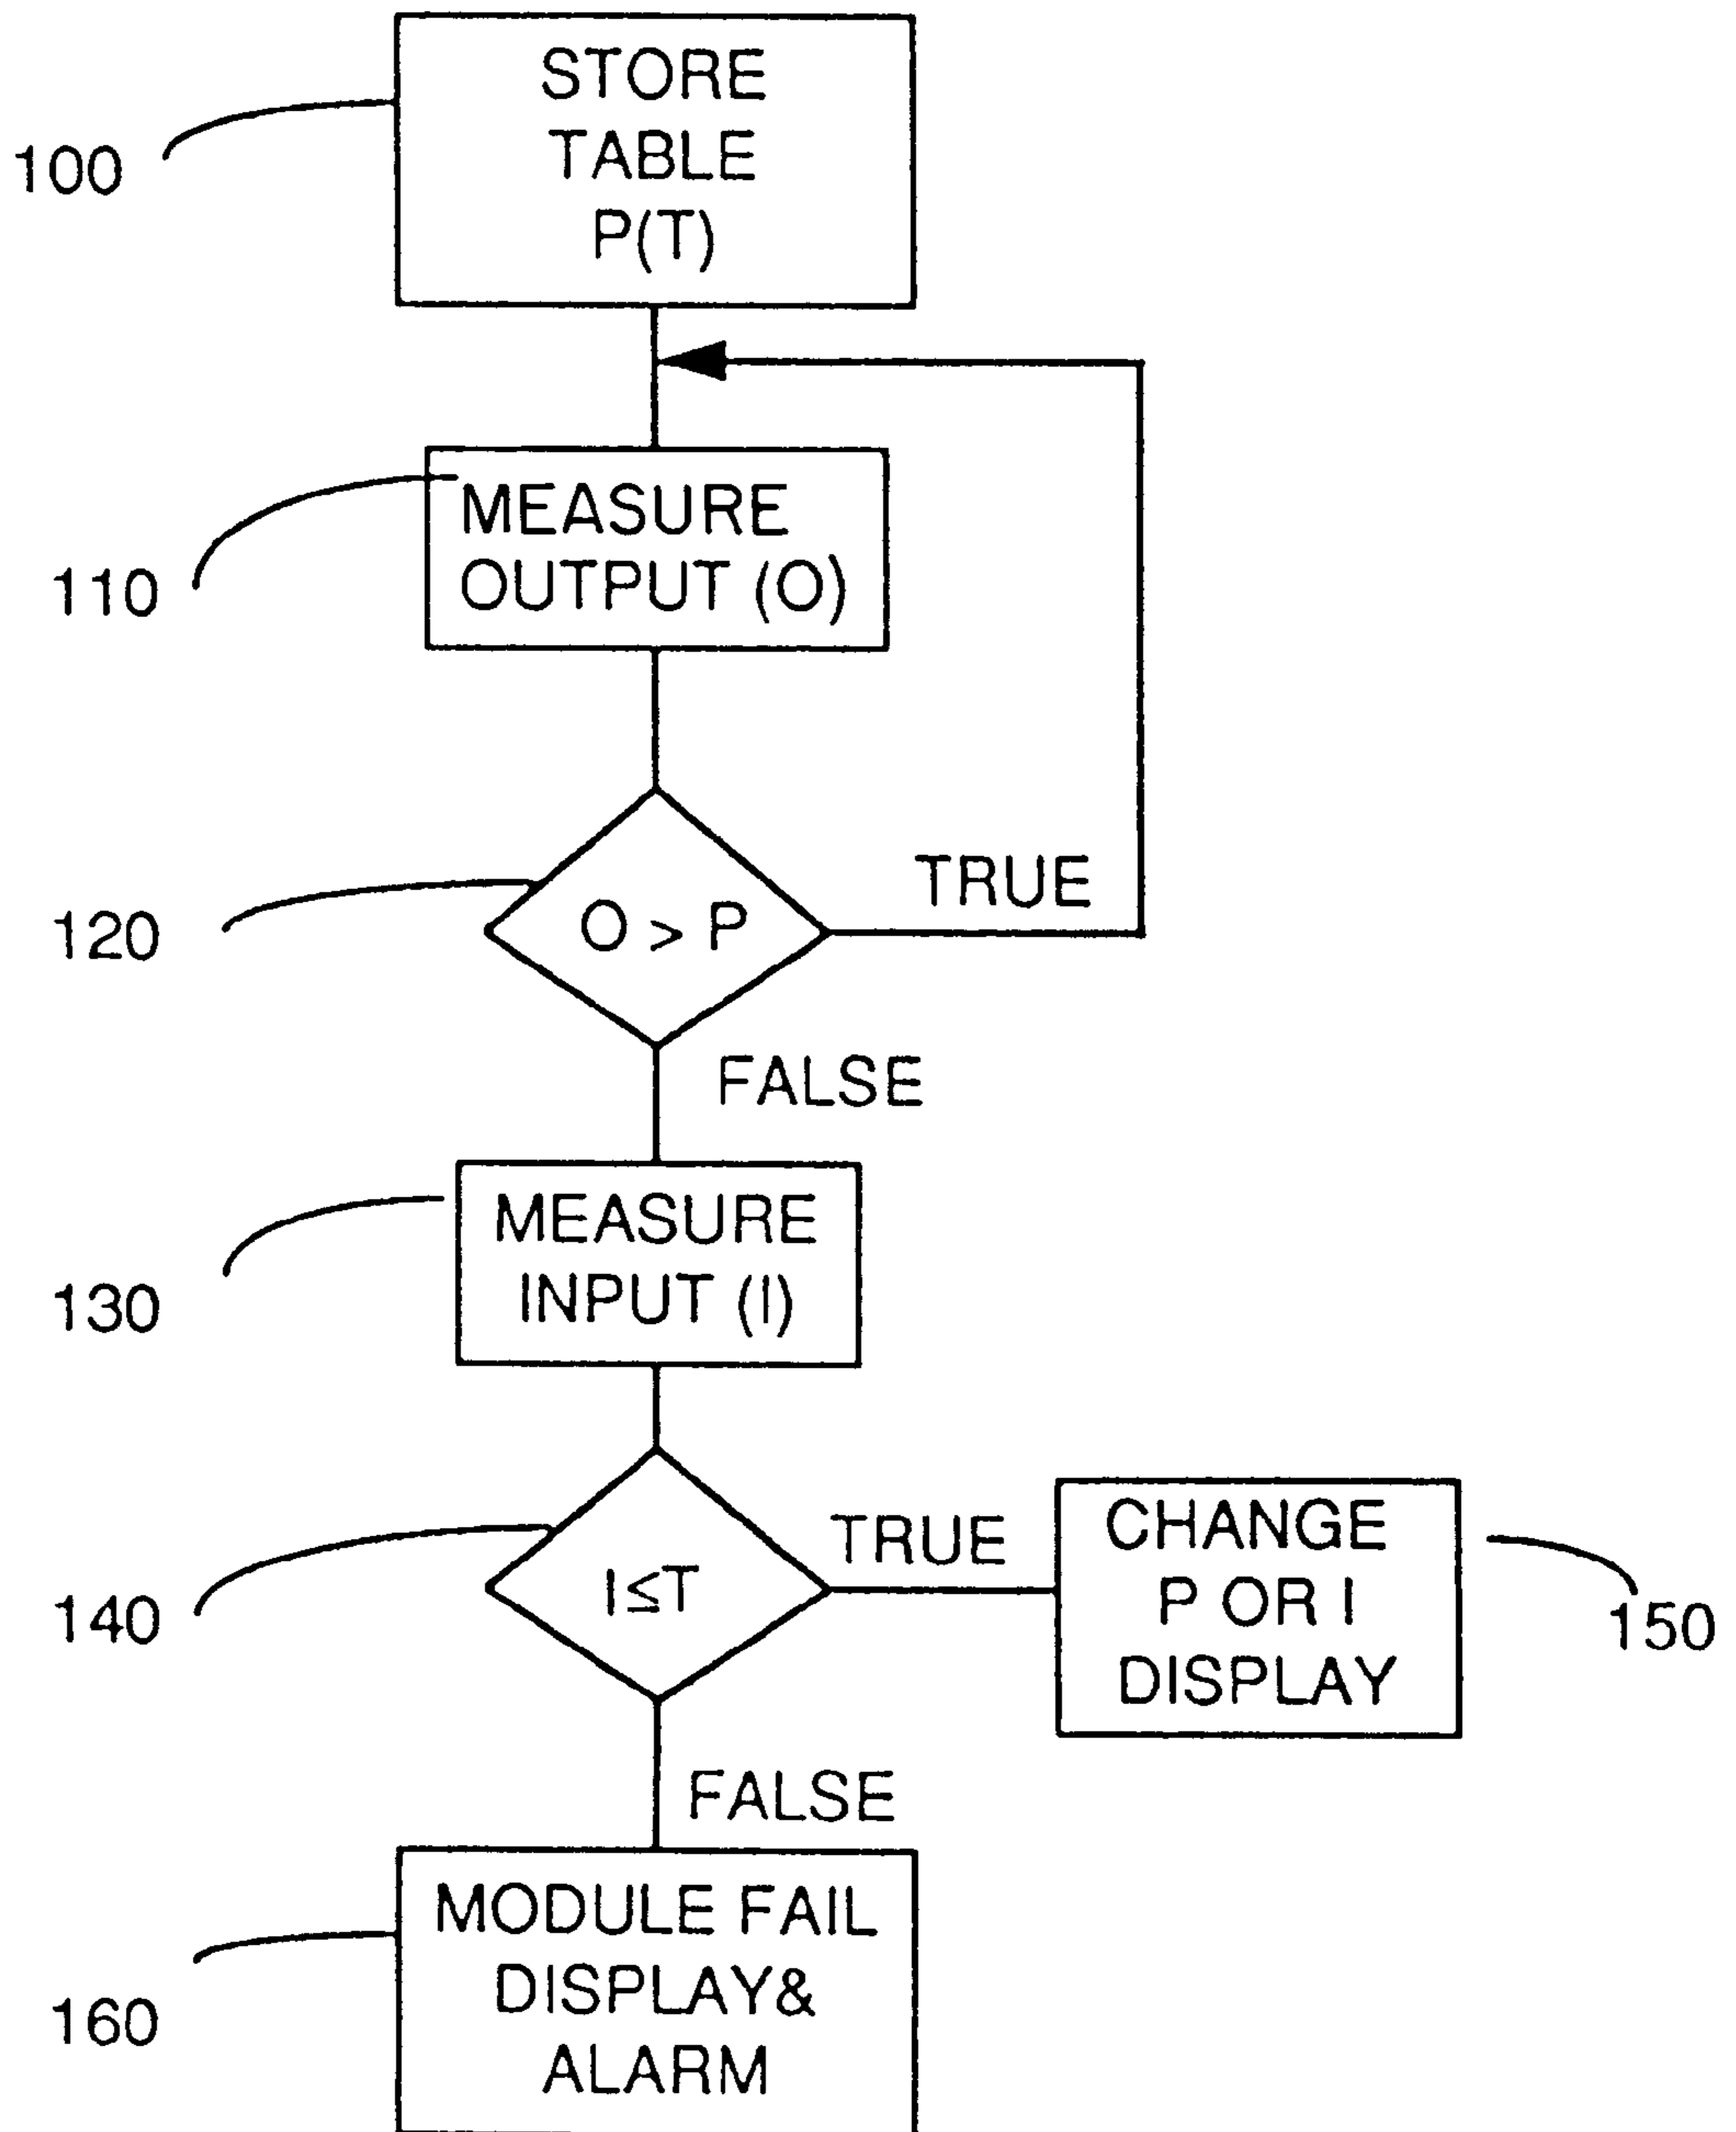 STORE
TABLE
P(T)
100
MEASURE
OUTPUT (O)
110
TRUE
O > P
120
FALSE
MEASURE
INPUT (I)
130
TRUE
I≤T
140
CHANGE
P OR I
DISPLAY
150
FALSE
MODULE FAIL
DISPLAY&
ALARM
160